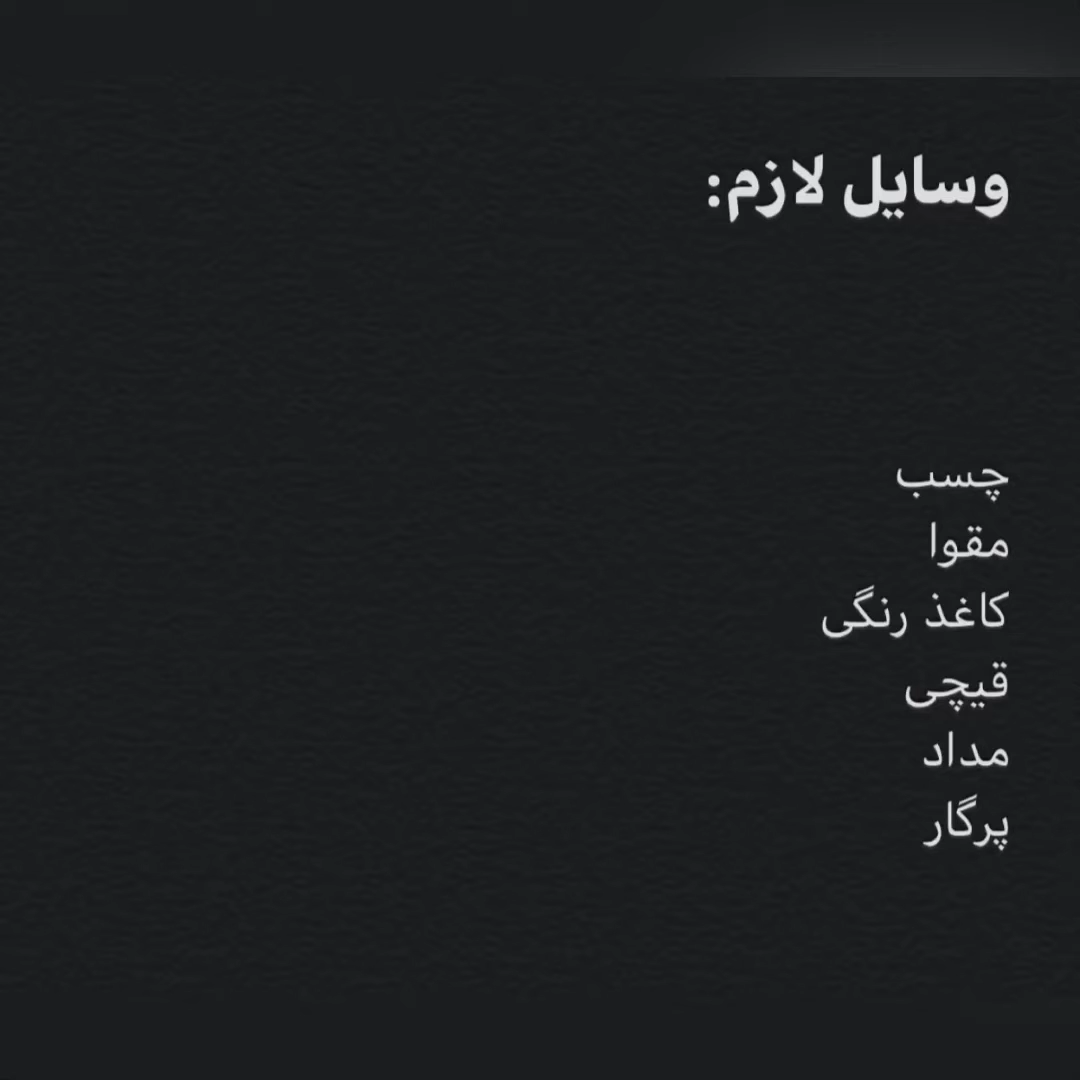 وسایل لازم:
چسب
مقوا
کاغذ رنگی
قیچی
مداد
پرگار